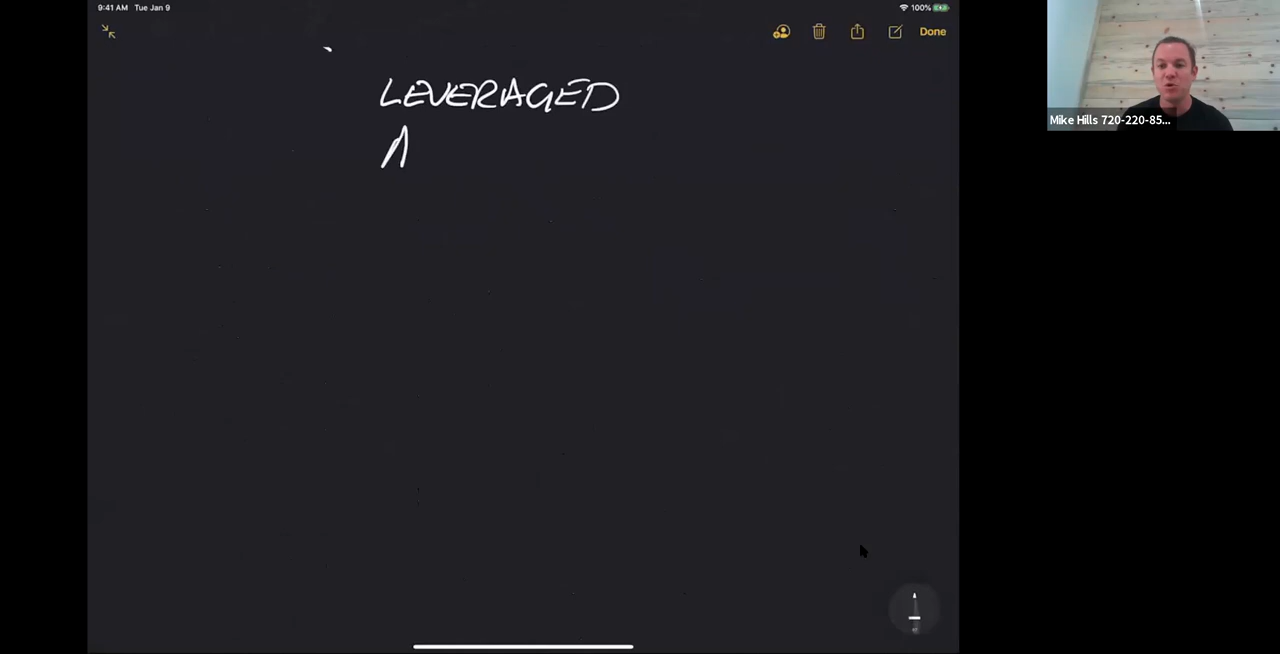 9:41 AM Tue Jan 9
100%
Done
LEVERAGED
Mike Hills 720-220-85...